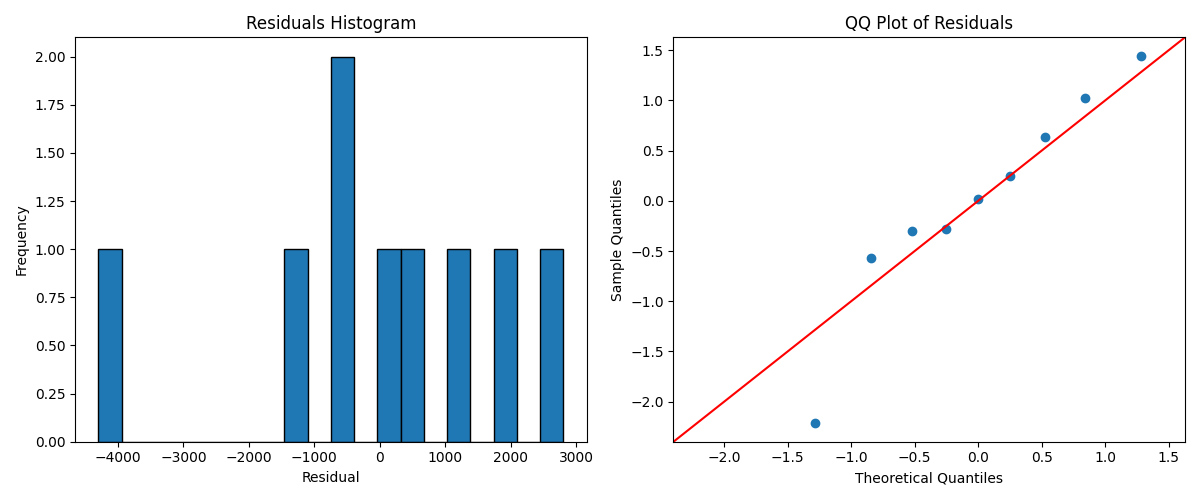 Residuals Histogram
2.00
1.75
1.50
1.25
1.00
0.75
0.50
0.25
0.00
Frequency
−4000 −3000 −2000 −1000 0 1000 2000 3000
Residual
QQ Plot of Residuals
1.5
1.0
0.5
0.0
−0.5
−1.0
−1.5
−2.0
Sample Quantiles
−2.0 −1.5 −1.0 −0.5 0.0 0.5 1.0 1.5
Theoretical Quantiles